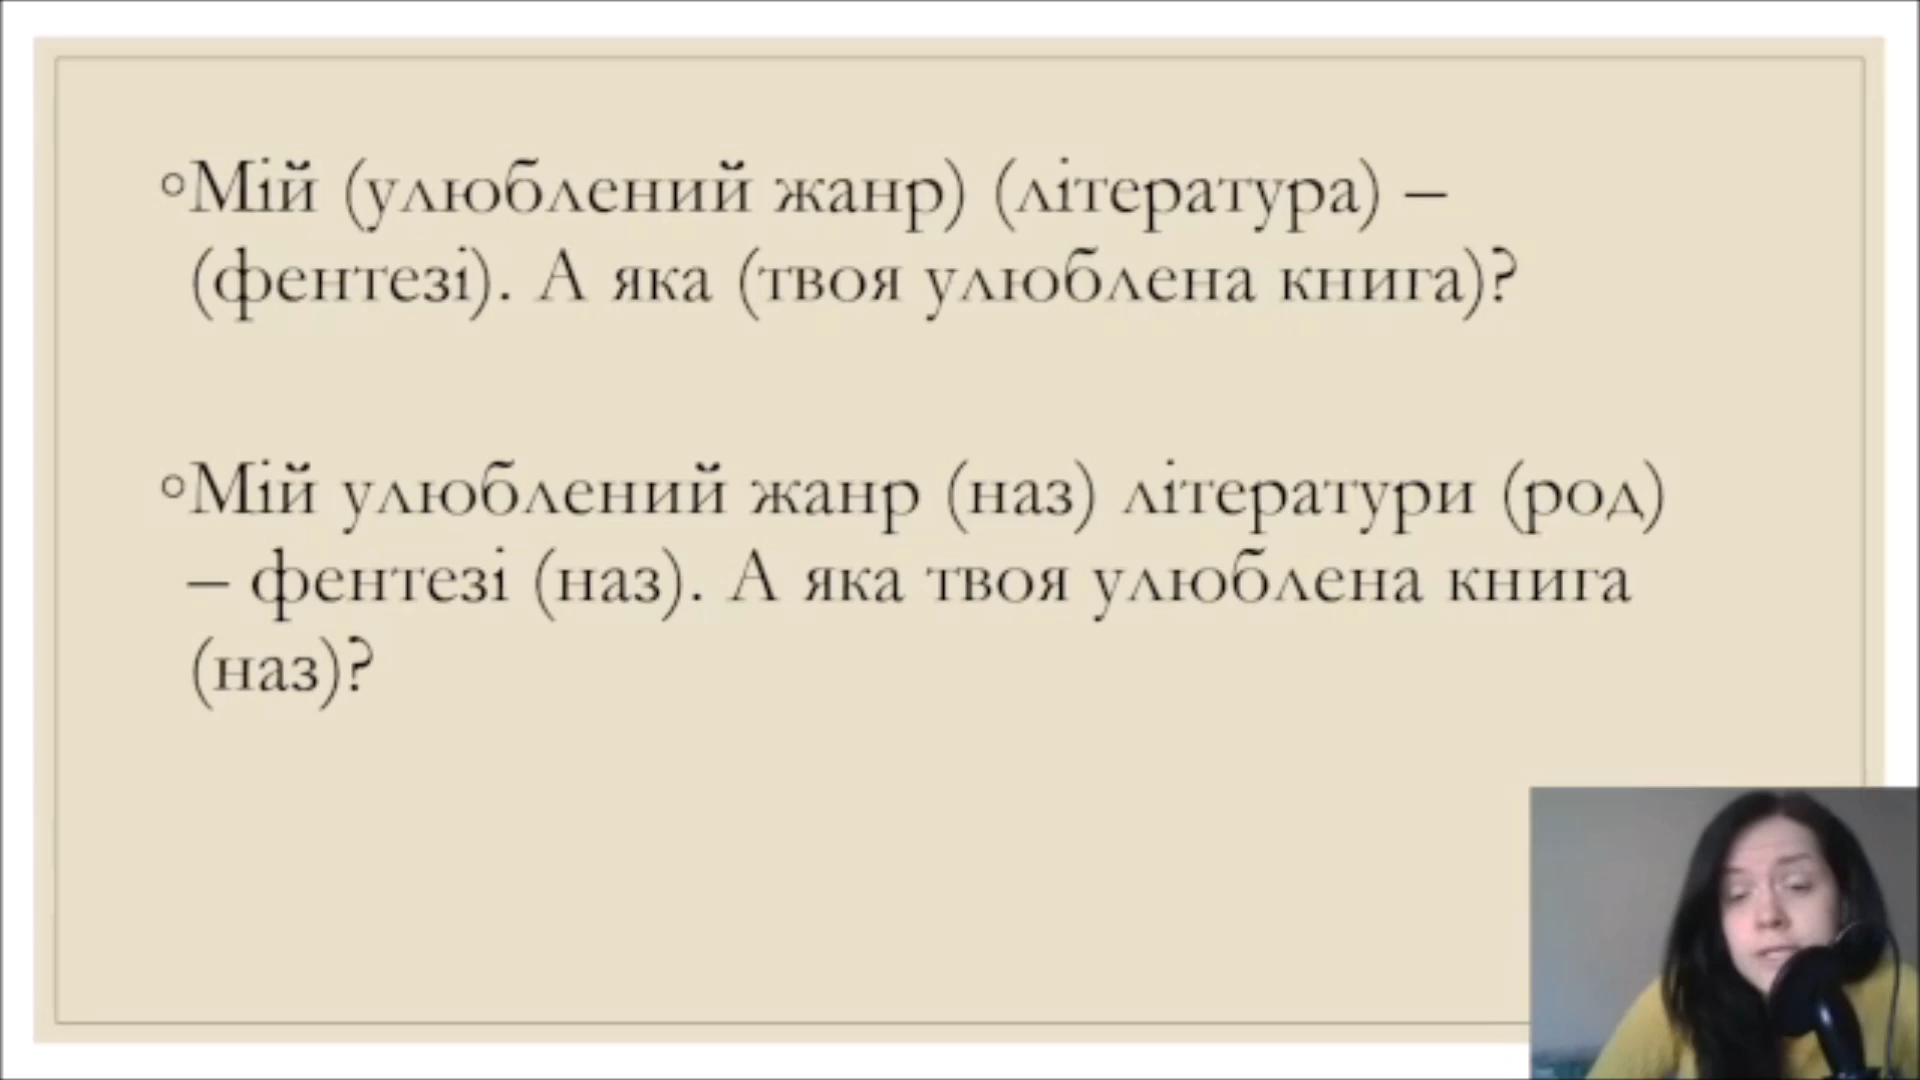 ◦Мій (улюблений жанр) (література) –
(фентезі). А яка (твоя улюблена книга)?
◦Мій улюблений жанр (наз) літератури (род)
– фентезі (наз). А яка твоя улюблена книга
(наз)?